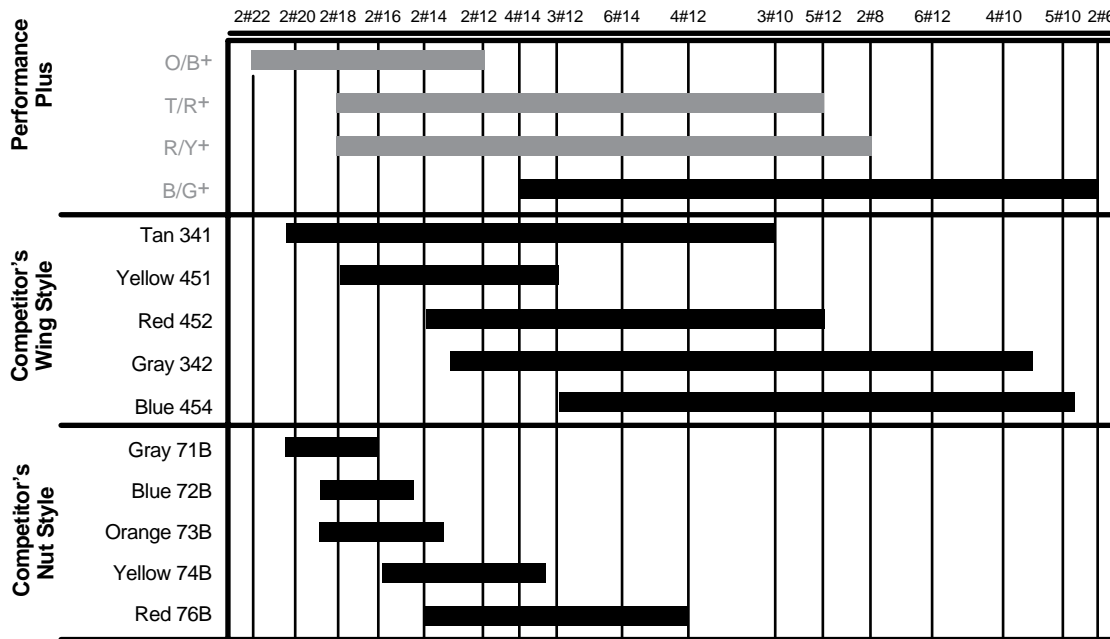 2#22 2#20 2#18 2#16 2#14 2#12 4#14 3#12 6#14 4#12 3#10 5#12 2#8 6#12 4#10 5#10 2#6
Performance
Plus
O/B+
T/R+
R/Y+
B/G+
Competitor's
Wing Style
Tan 341
Yellow 451
Red 452
Gray 342
Blue 454
Competitor's
Nut Style
Gray 71B
Blue 72B
Orange 73B
Yellow 74B
Red 76B